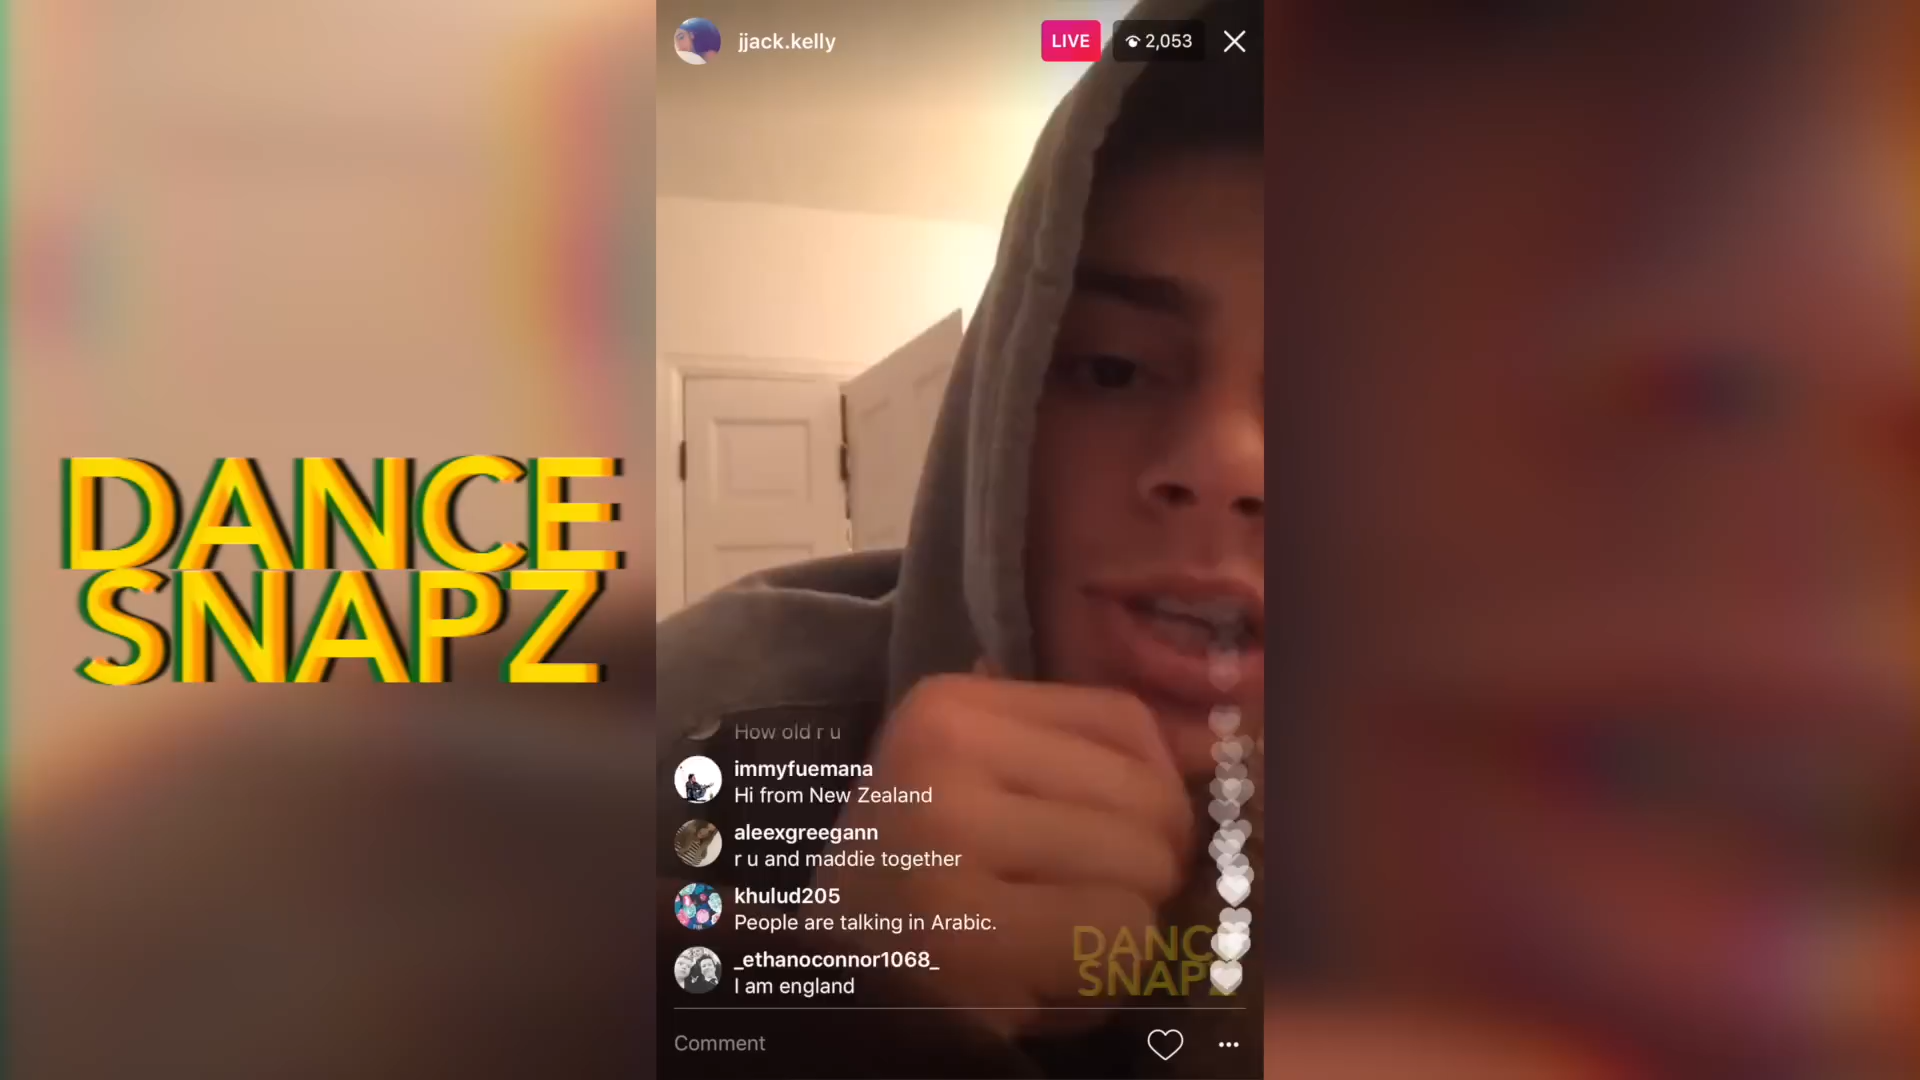 jjack.kelly
LIVE
2,053
DANCE
SNAPZ
How old r u
immyfuemana
Hi from New Zealand
aleexgreegann
r u and maddie together
khulud205
People are talking in Arabic.
_ethanoconnor1068_
I am england
DANC
SNAPZ
Comment